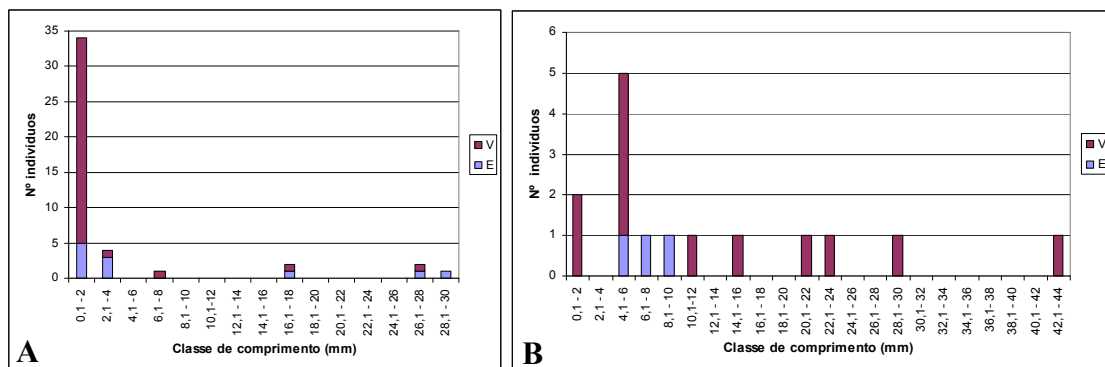 35
30
25
20
15
10
5
0
Nº indivíduos
0,1 - 2
2,1 - 4
4,1 - 6
6,1 - 8
8,1 - 10
10,1-12
12,1 - 14
14,1 - 16
16,1 - 18
18,1 - 20
20,1 - 22
22,1 - 24
24,1 - 26
26,1 - 28
28,1 - 30
Classe de comprimento (mm)
V
E
A
6
5
4
3
2
1
0
Nº indivíduos
0,1 - 2
2,1 - 4
4,1 - 6
6,1 - 8
8,1 - 10
10,1-12
12,1 - 14
14,1 - 16
16,1 - 18
18,1 - 20
20,1 - 22
22,1 - 24
24,1 - 26
26,1 - 28
28,1 - 30
30,1 - 32
32,1 - 34
34,1 - 36
36,1 - 38
38,1 - 40
40,1 - 42
42,1 - 44
Classe de comprimento (mm)
V
E
B